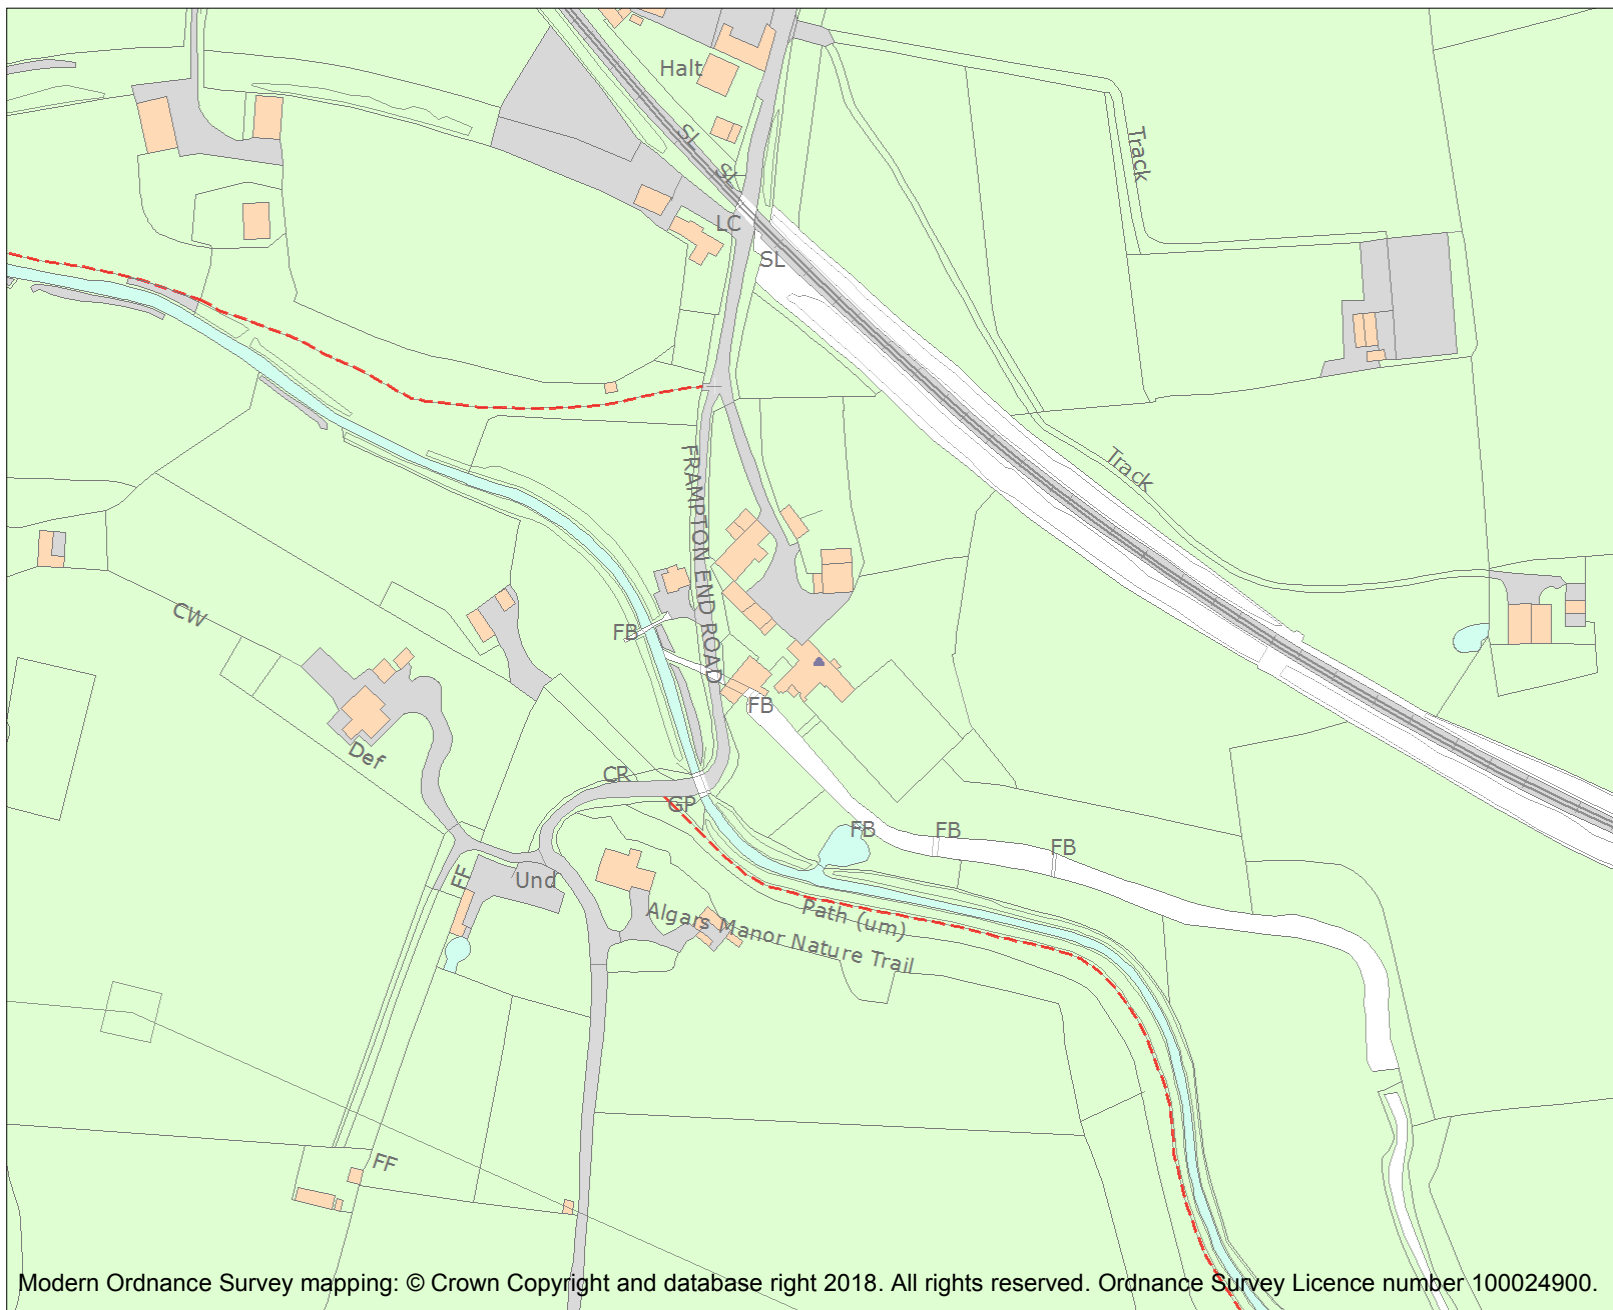 Halt
SL
Track
SL
LC
SL
Track
FRAMPTON END ROAD
CW
FB
FB
Def
CR
GP
FB
FB
FB
FF
Und
Path (um)
Algars Manor Nature Trail
FF
Modern Ordnance Survey mapping: © Crown Copyright and database right 2018. All rights reserved. Ordnance Survey Licence number 100024900.